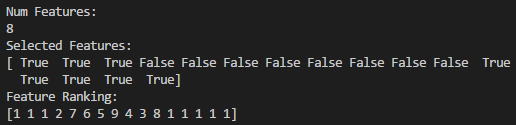 Num Features:
8
Selected Features:
[ True  True  True False False False False False False False False  True
  True  True  True  True]
Feature Ranking:
[1 1 1 2 7 6 5 9 4 3 8 1 1 1 1 1]